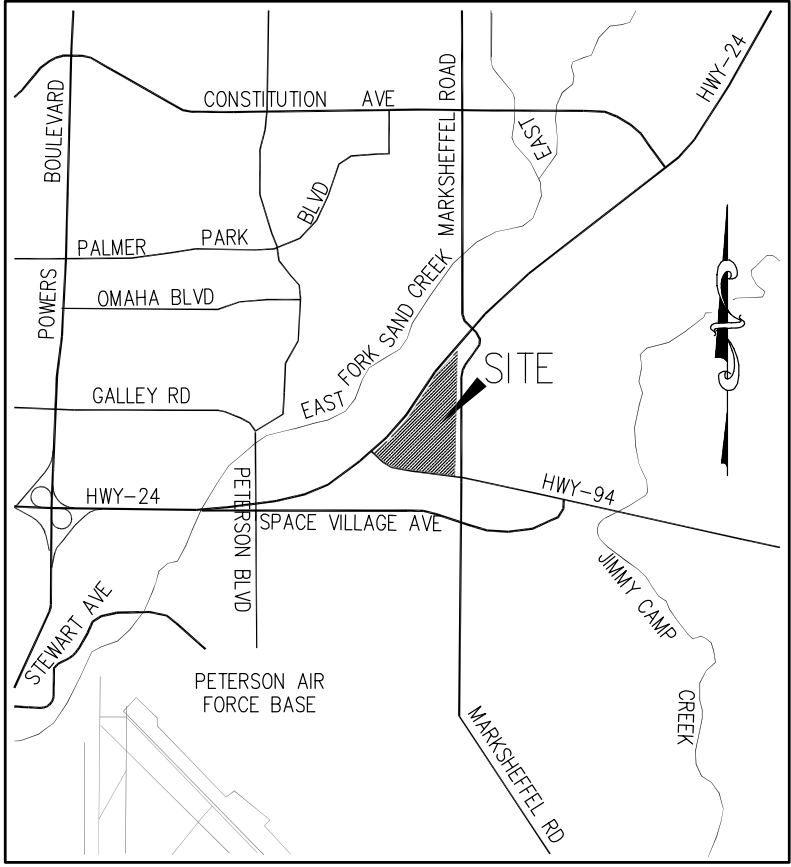 HWY-24
CONSTITUTION AVE
MARKSHEFFEL ROAD
BOULEVARD
EAST
BLVD
PALMER PARK
POWERS
OMAHA BLVD
EAST FORK SAND CREEK
SITE
GALLEY RD
HWY-24
HWY-94
PETERSON BLVD
SPACE VILLAGE AVE
STEWART AVE
JIMMY CAMP
CREEK
PETERSON AIR
FORCE BASE
MARKSHEFFEL RD